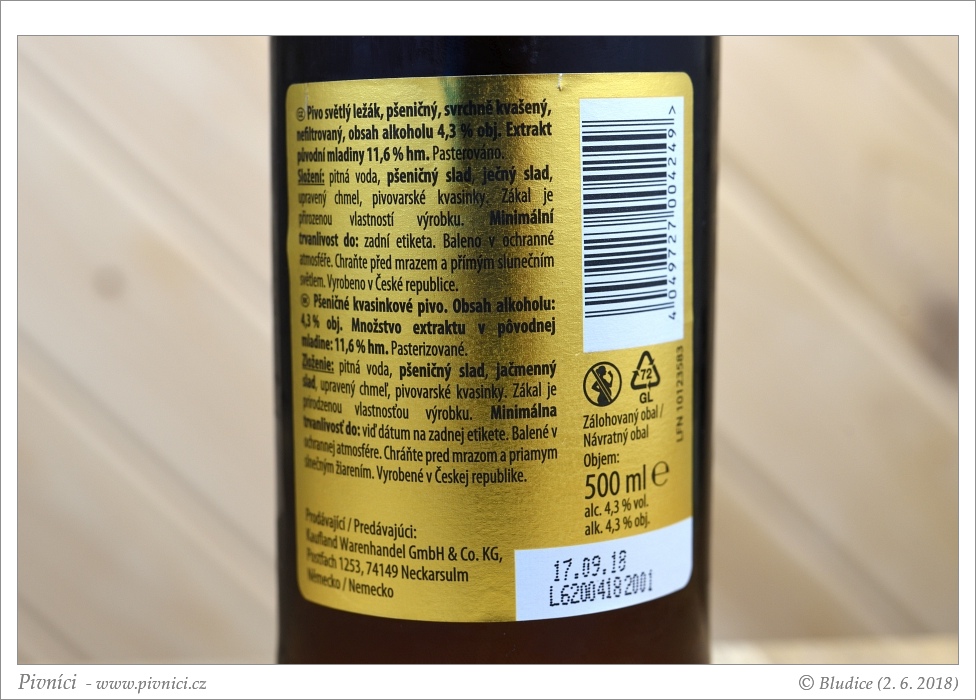 CZ Pivo světlý ležák, pšeničný, svrchně kvašený,
nefiltrovaný, obsah alkoholu 4,3 % obj. Extrakt
původní mladiny 11,6 % hm. Pasterováno.
Složení: pitná voda, pšeničný slad, ječný slad,
upravený chmel, pivovarské kvasinky. Zákal je
přirozenou vlastností výrobku. Minimální
trvanlivost do: zadní etiketa. Baleno v ochranné
atmosféře. Chraňte před mrazem a přímým slunečním
světlem. Vyrobeno v České republice.
SK Pšeničné kvasinkové pivo. Obsah alkoholu:
4,3 % obj. Množstvo extraktu v pôvodnej
mladine: 11,6 % hm. Pasterizované.
Zloženie: pitná voda, pšeničný slad, jačmenný
slad, upravený chmeľ, pivovarské kvasinky. Zákal je
prirodzenou vlastnosťou výrobku. Minimálna
trvanlivosť do: viď dátum na zadnej etikete. Balené v
ochrannej atmosfére. Chráňte pred mrazom a priamym
slnečným žiarením. Vyrobené v Českej republike.
Prodávající / Predávajúci:
Kaufland Warenhandel GmbH & Co. KG,
Postfach 1253, 74149 Neckarsulm
Německo / Nemecko
4 049727 004249 >
72
GL
LFN 10123583
Zálohovaný obal /
Návratný obal
Objem:
500 ml e
alc. 4,3 % vol.
alk. 4,3 % obj.
17.09.18
L62004182001
Pivníci - www.pivnici.cz
© Bludice (2. 6. 2018)